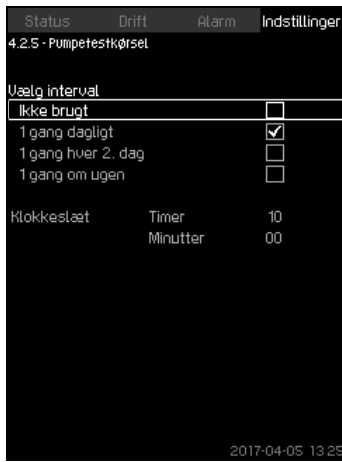 Status Drift Alarm Indstillinger
4.2.5 - Pumpetestkørsel
Vælg interval
Ikke brugt
1 gang dagligt
1 gang hver 2. dag
1 gang om ugen
Klokkeslæt Timer 10
Minutter 00
2017-04-05 13:25